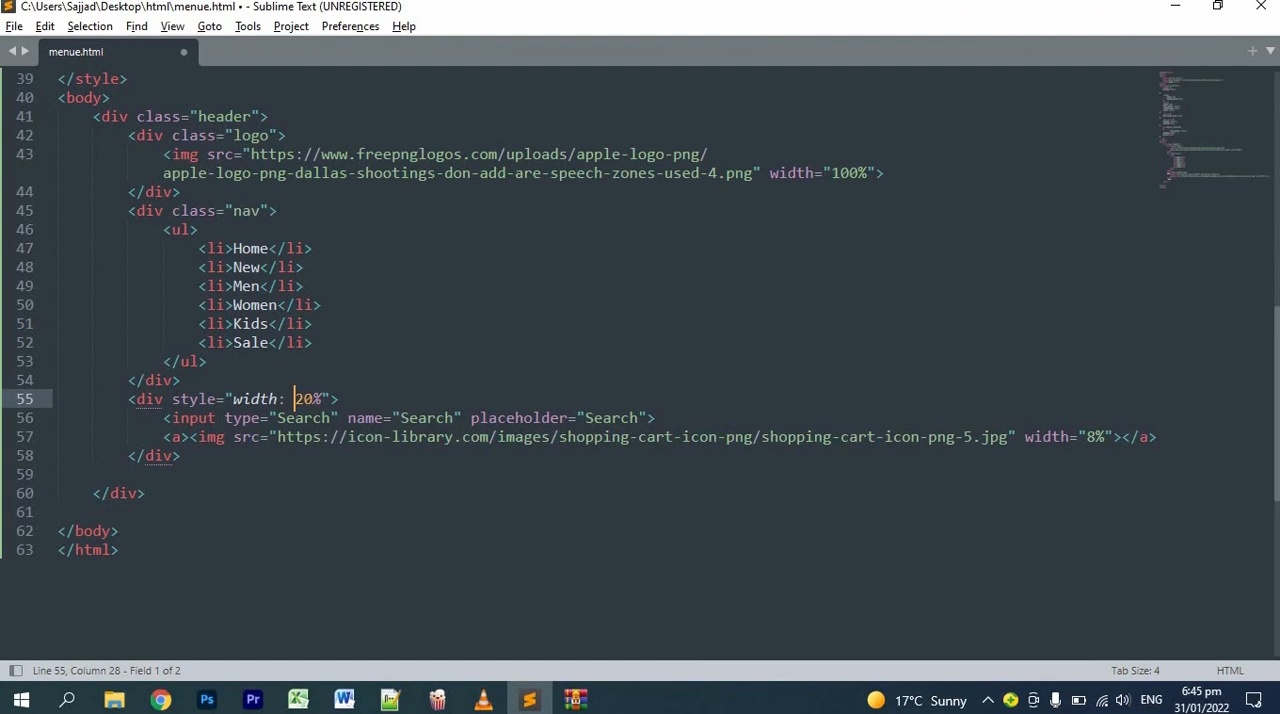 C:\Users\Sajjad\Desktop\html\menue.html • - Sublime Text (UNREGISTERED)
File Edit Selection Find View Goto Tools Project Preferences Help
menue.html
39 </style>
40 <body>
41 <div class="header">
42 <div class="logo">
43 <img src="https://www.freepnglogos.com/uploads/apple-logo-png/
apple-logo-png-dallas-shootings-don-add-are-speech-zones-used-4.png" width="100%">
44 </div>
45 <div class="nav">
46 <ul>
47 <li>Home</li>
48 <li>New</li>
49 <li>Men</li>
50 <li>Women</li>
51 <li>Kids</li>
52 <li>Sale</li>
53 </ul>
54 </div>
55 <div style="width: 20%">
56 <input type="Search" name="Search" placeholder="Search">
57 <a><img src="https://icon-library.com/images/shopping-cart-icon-png/shopping-cart-icon-png-5.jpg" width="8%"></a>
58 </div>
59
60 </div>
61
62 </body>
63 </html>
Line 55, Column 28 - Field 1 of 2 Tab Size: 4 HTML
17°C Sunny ENG 6:45 pm
31/01/2022